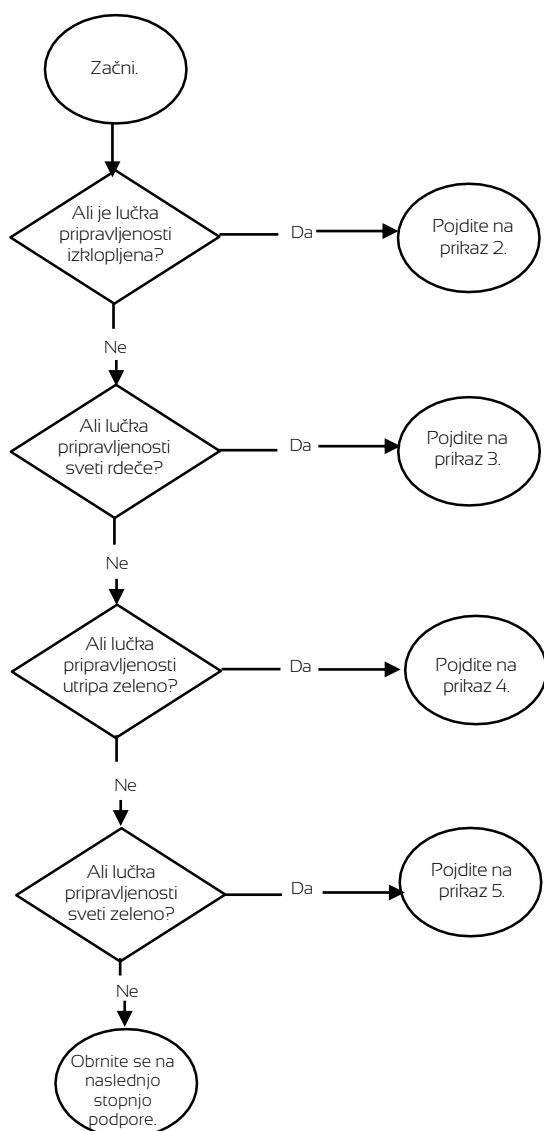 Začni.
Ali je lučka
pripravljenosti
izklopljena?
Da
Pojdite na
prikaz 2.
Ne
Ali lučka
pripravljenosti
sveti rdeče?
Da
Pojdite na
prikaz 3.
Ne
Ali lučka
pripravljenosti
utripa zeleno?
Da
Pojdite na
prikaz 4.
Ne
Ali lučka
pripravljenosti
sveti zeleno?
Da
Pojdite na
prikaz 5.
Ne
Obrnite se na
naslednjo
stopnjo
podpore.